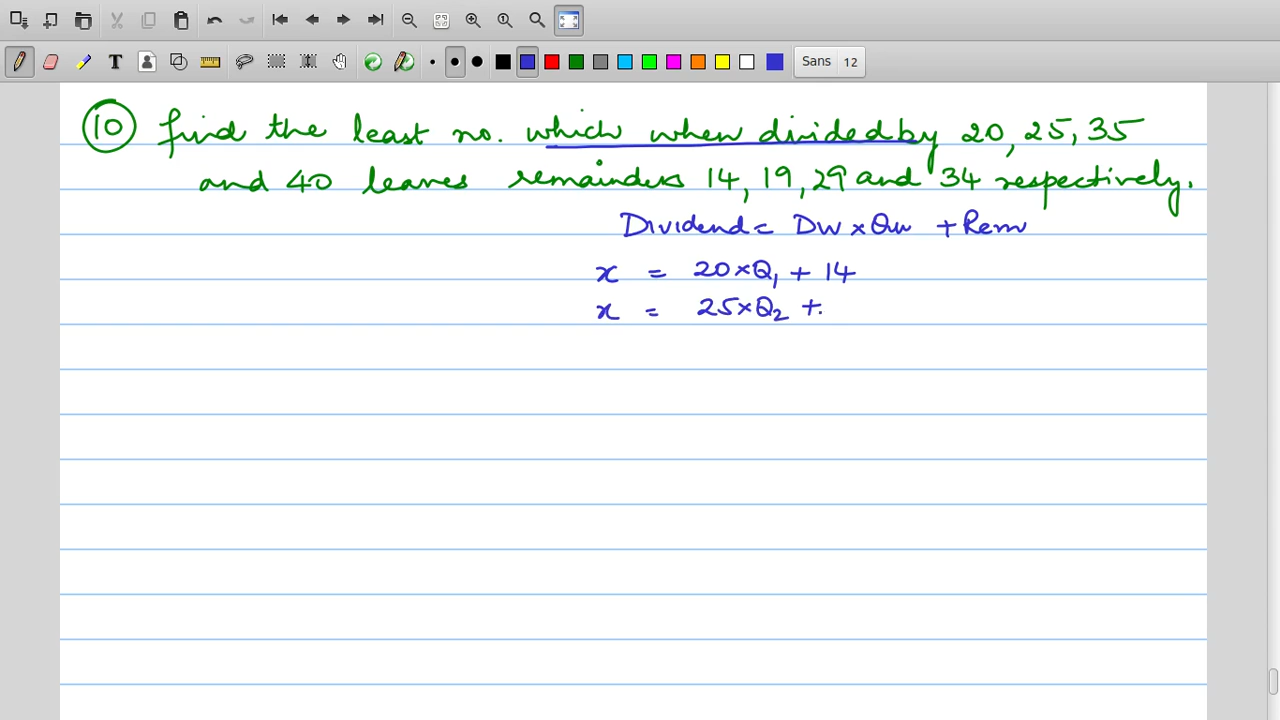 Sans 12
10 find the least no. which when divided by 20, 25, 35
and 40 leaves remainders 14, 19, 29 and 34 respectively.
Dividend = Dw × Qw + Rem
x = 20×Q₁ + 14
x = 25×Q₂ +